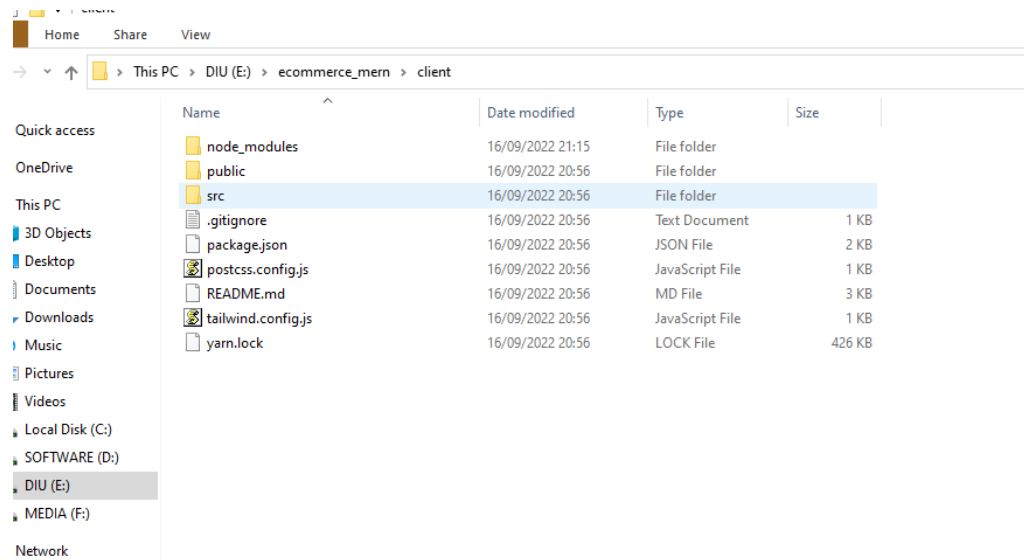 Home Share View
This PC > DIU (E:) > ecommerce_mern > client
Name Date modified Type Size
Quick access
OneDrive
This PC
3D Objects
Desktop
Documents
Downloads
Music
Pictures
Videos
Local Disk (C:)
SOFTWARE (D:)
DIU (E:)
MEDIA (F:)
Network
node_modules 16/09/2022 21:15 File folder
public 16/09/2022 20:56 File folder
src 16/09/2022 20:56 File folder
.gitignore 16/09/2022 20:56 Text Document 1 KB
package.json 16/09/2022 20:56 JSON File 2 KB
postcss.config.js 16/09/2022 20:56 JavaScript File 1 KB
README.md 16/09/2022 20:56 MD File 3 KB
tailwind.config.js 16/09/2022 20:56 JavaScript File 1 KB
yarn.lock 16/09/2022 20:56 LOCK File 426 KB